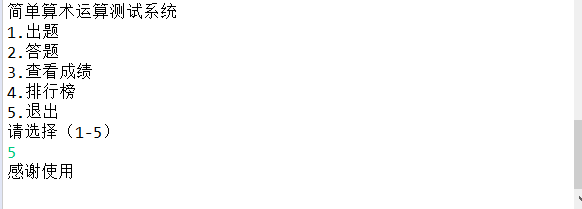 简单算术运算测试系统
1.出题
2.答题
3.查看成绩
4.排行榜
5.退出
请选择（1-5）
5
感谢使用